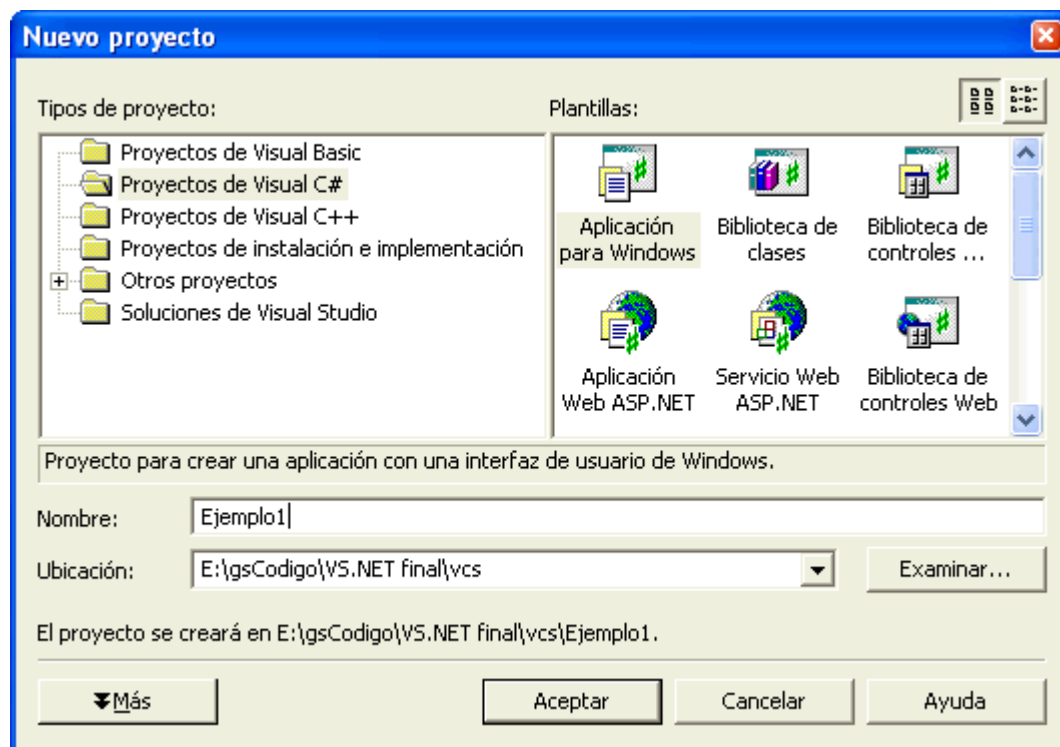 Nuevo proyecto
Tipos de proyecto:
Plantillas:
Proyectos de Visual Basic
Proyectos de Visual C#
Proyectos de Visual C++
Proyectos de instalación e implementación
Otros proyectos
Soluciones de Visual Studio
Aplicación
para Windows
Biblioteca de
clases
Biblioteca de
controles ...
Aplicación
Web ASP.NET
Servicio Web
ASP.NET
Biblioteca de
controles Web
Proyecto para crear una aplicación con una interfaz de usuario de Windows.
Nombre:
Ejemplo1
Ubicación:
E:\gsCodigo\VS.NET final\vcs
Examinar...
El proyecto se creará en E:\gsCodigo\VS.NET final\vcs\Ejemplo1.
Más
Aceptar
Cancelar
Ayuda